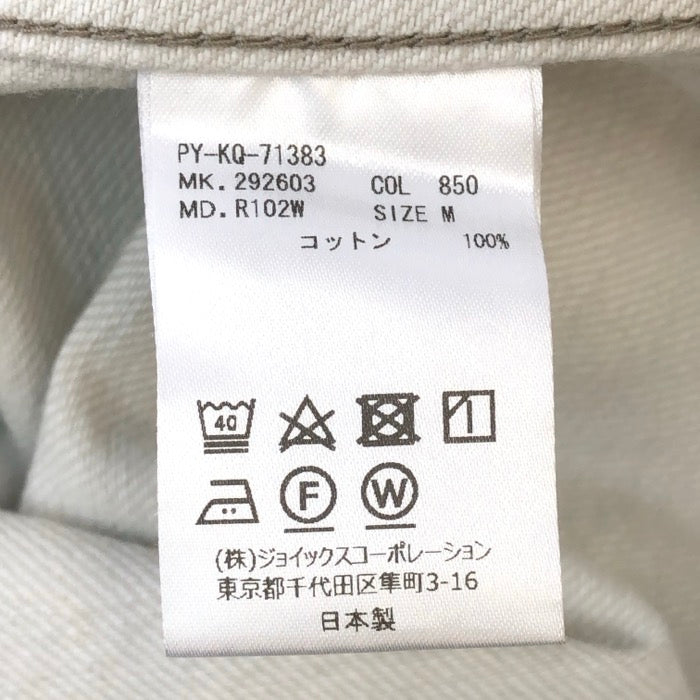 PY-KQ-71383
MK.292603 COL 850
MD.R102W SIZE M
コットン 100%
40
F W
(株)ジョイックスコーポレーション
東京都千代田区隼町3-16
日本製